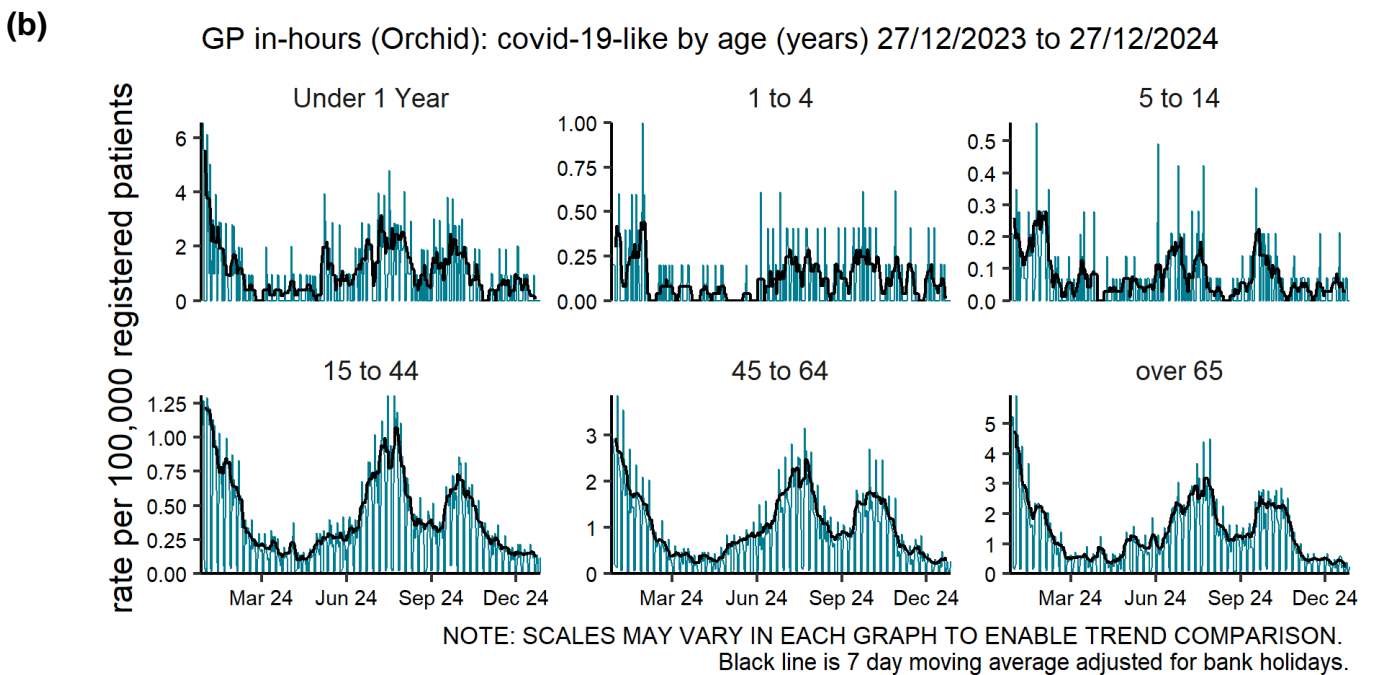 (b)
GP in-hours (Orchid): covid-19-like by age (years) 27/12/2023 to 27/12/2024
rate per 100,000 registered patients
Under 1 Year
6
4
2
0
1 to 4
1.00
0.75
0.50
0.25
0.00
5 to 14
0.5
0.4
0.3
0.2
0.1
0.0
15 to 44
1.25
1.00
0.75
0.50
0.25
0.00
Mar 24 Jun 24 Sep 24 Dec 24
45 to 64
3
2
1
0
Mar 24 Jun 24 Sep 24 Dec 24
over 65
5
4
3
2
1
0
Mar 24 Jun 24 Sep 24 Dec 24
NOTE: SCALES MAY VARY IN EACH GRAPH TO ENABLE TREND COMPARISON.
Black line is 7 day moving average adjusted for bank holidays.